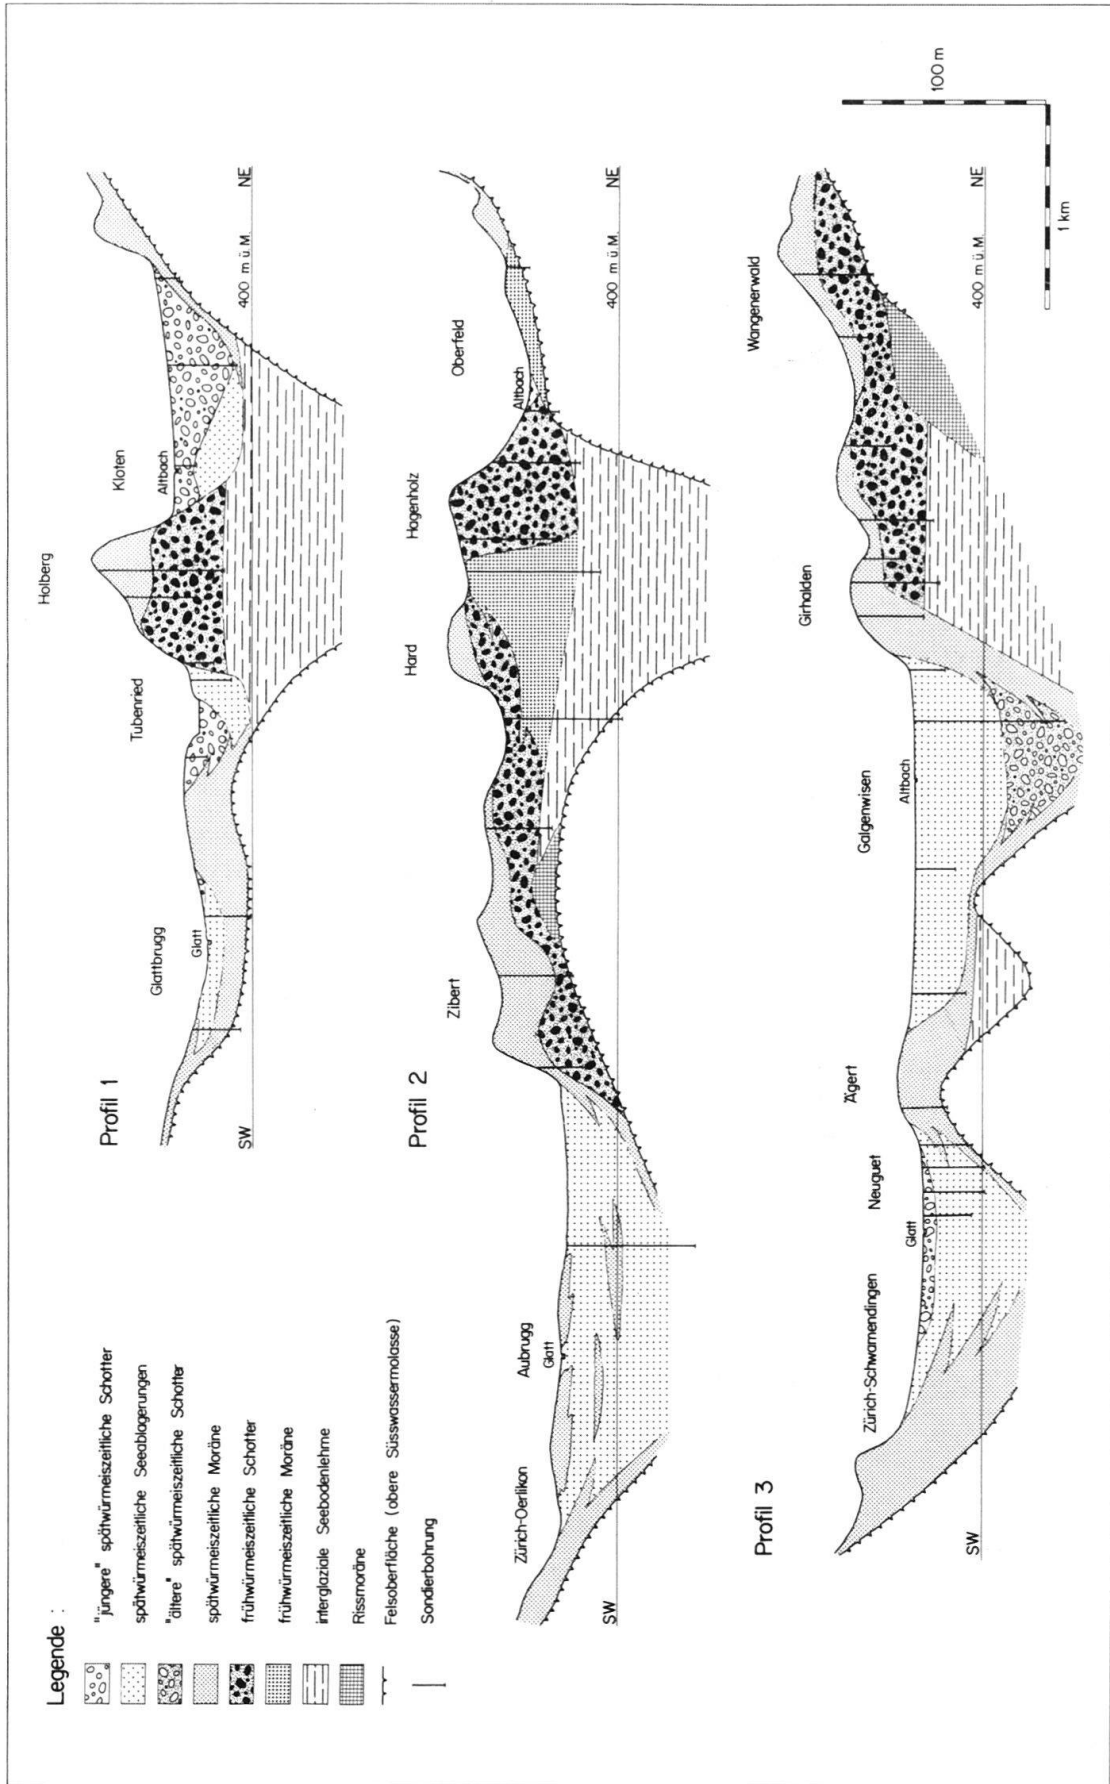 Legende :
"jüngere" spätwürmeiszeitliche Schotter
spätwürmeiszeitliche Seeablagerungen
"ältere" spätwürmeiszeitliche Schotter
spätwürmeiszeitliche Moräne
frühwürmeiszeitliche Schotter
frühwürmeiszeitliche Moräne
interglaziale Seebodenlehme
Rissmoräne
Felsoberfläche (obere Süsswassermolasse)
Sondierbohrung
Profil 1
SW
Glattbrugg
Glatt
Tubenried
Holberg
Kloten
Altbach
400 m ü.M.
NE
Profil 2
SW
Zürich-Oerlikon
Aubrugg
Glatt
Zibert
Hard
Hagenholz
Altbach
Oberfeld
400 m ü.M.
NE
Profil 3
SW
Zürich-Schwamendingen
Glatt
Neuguet
Ägert
Galgenwisen
Altbach
Girhalden
Wangenerwald
400 m ü.M.
NE
100 m
1 km